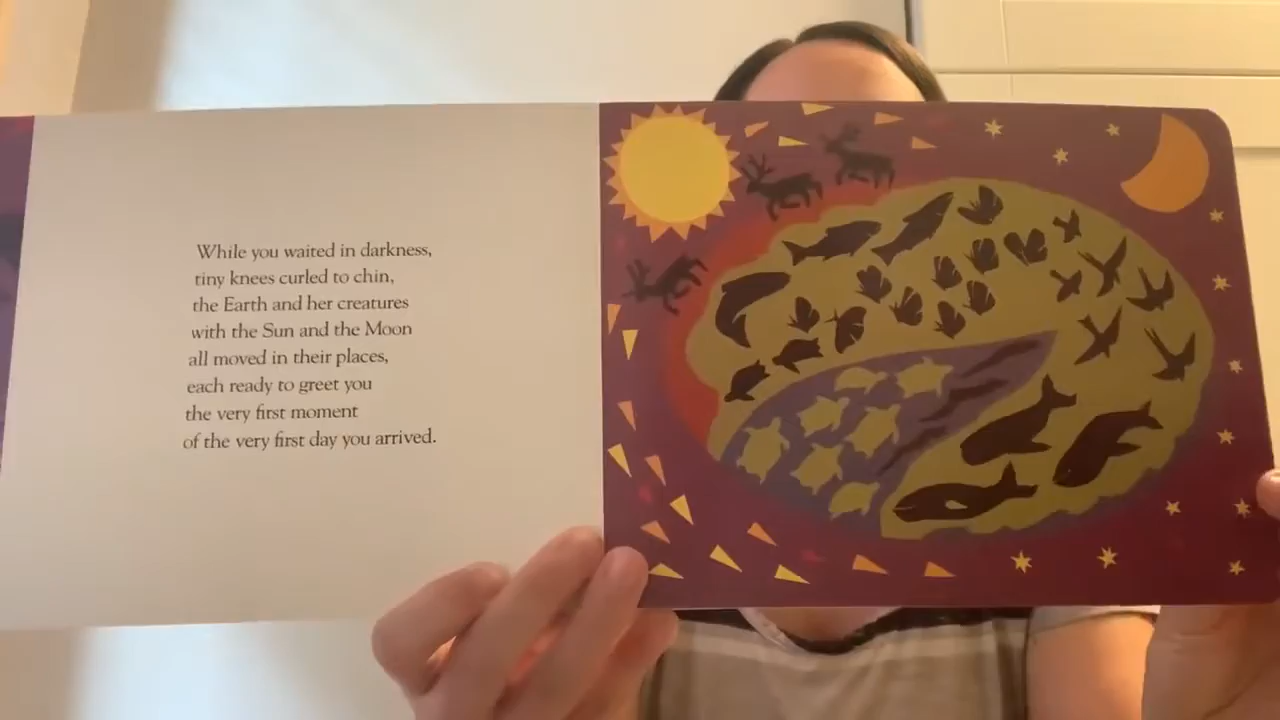 While you waited in darkness,
tiny knees curled to chin,
the Earth and her creatures
with the Sun and the Moon
all moved in their places,
each ready to greet you
the very first moment
of the very first day you arrived.